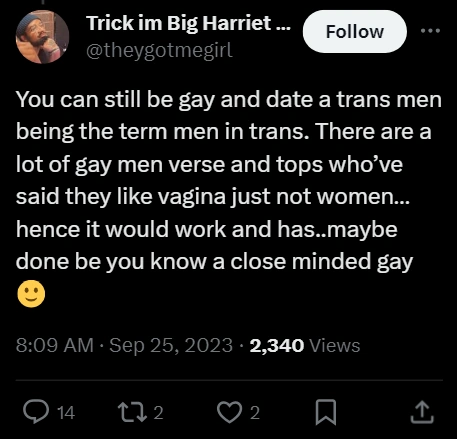 Trick im Big Harriet ...
Follow
@theygotmegirl
You can still be gay and date a trans men
being the term men in trans. There are a
lot of gay men verse and tops who’ve
said they like vagina just not women...
hence it would work and has..maybe
done be you know a close minded gay
8:09 AM · Sep 25, 2023 · 2,340 Views
14 2 2